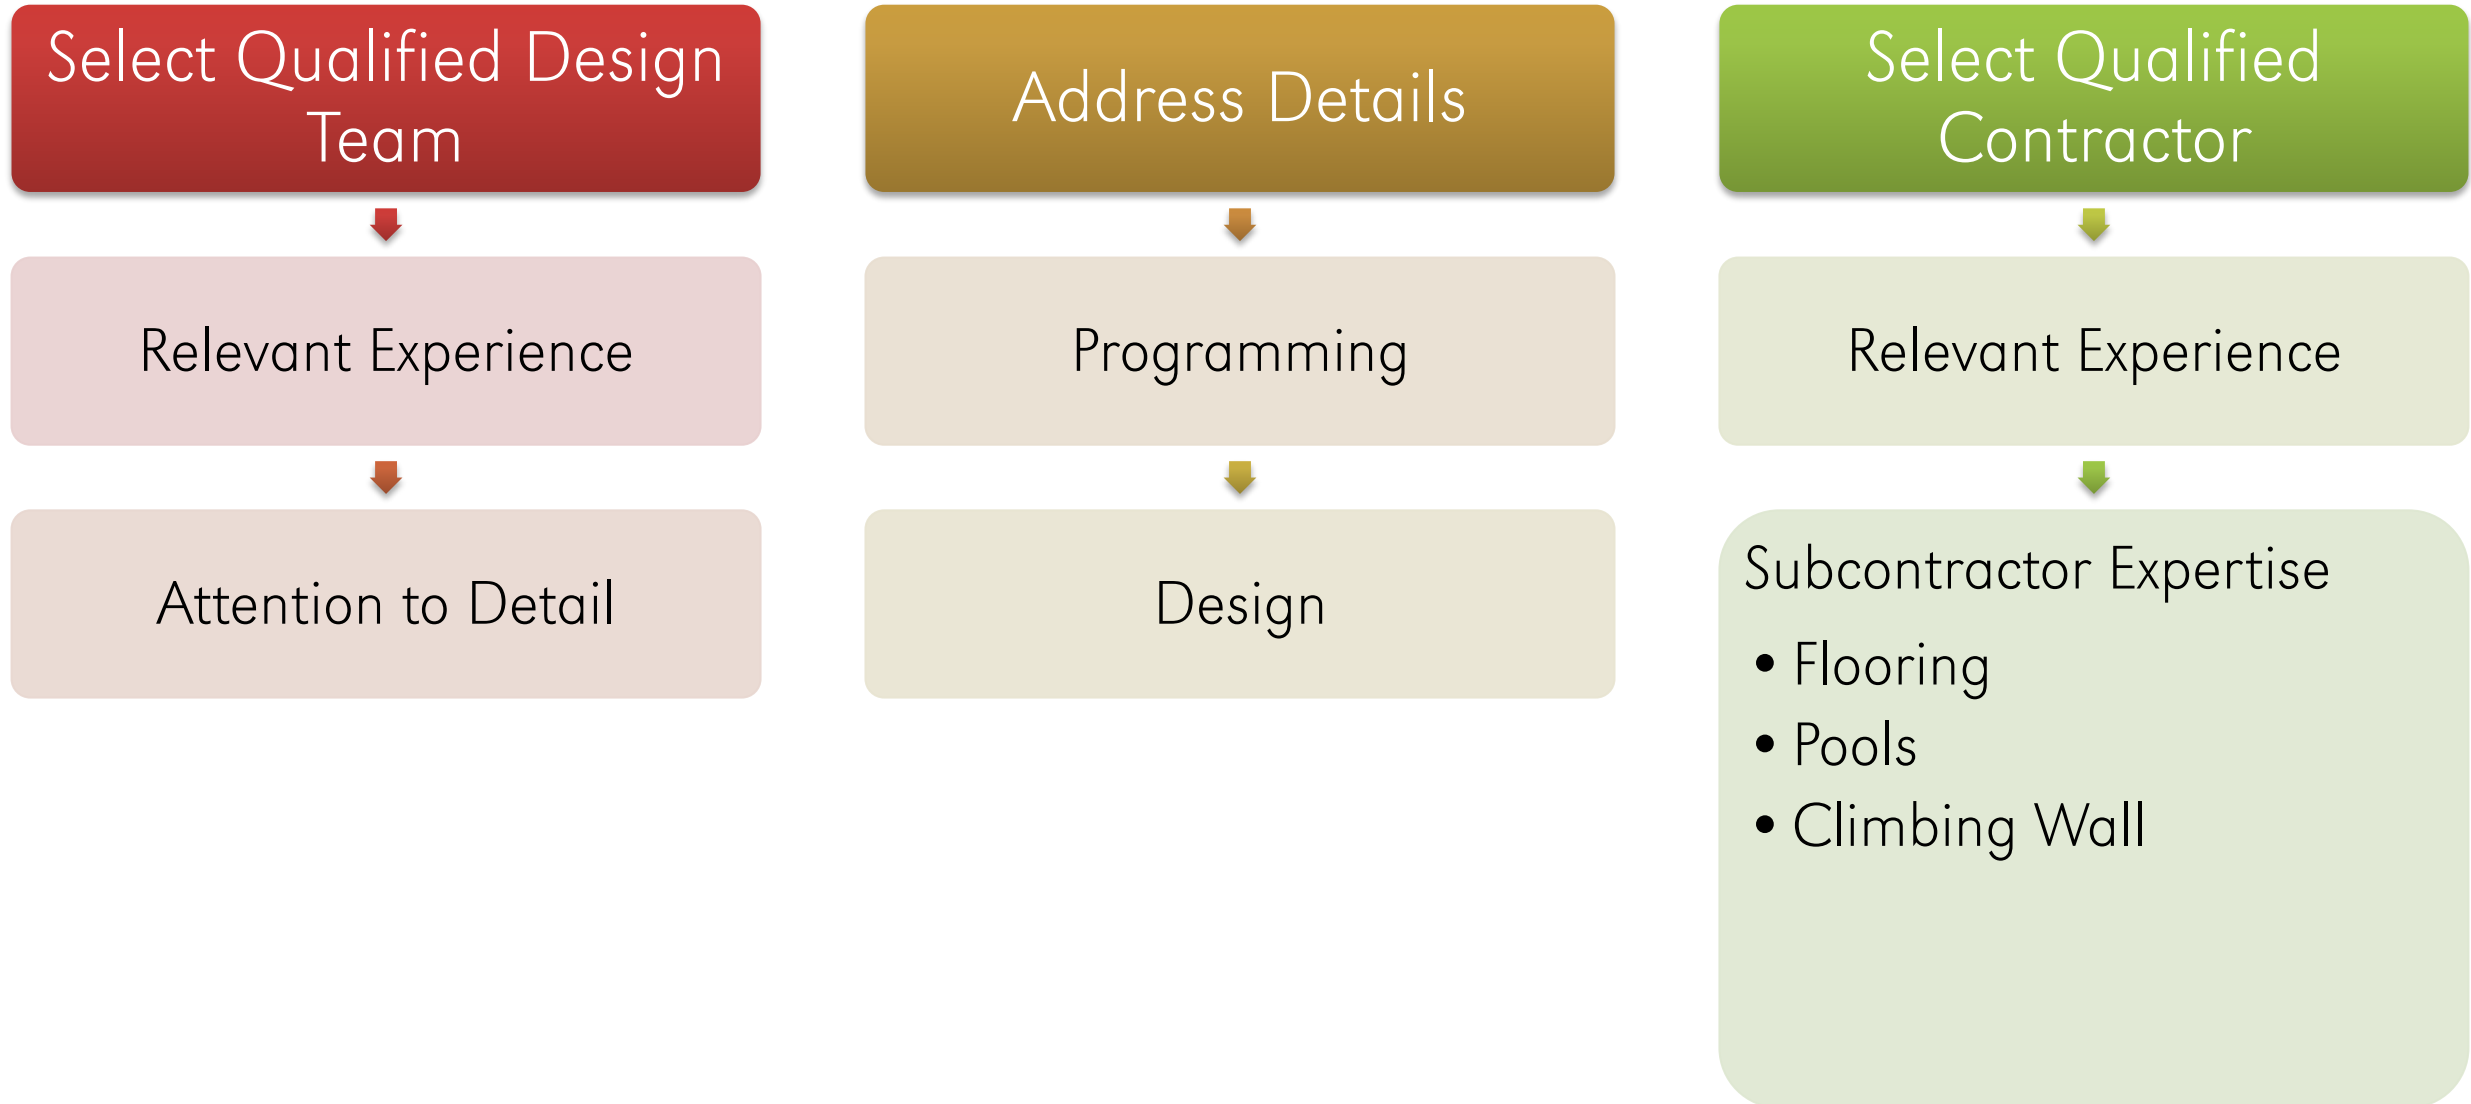 Select Qualified Design
Team
Relevant Experience
Attention to Detail
Address Details
Programming
Design
Select Qualified
Contractor
Relevant Experience
Subcontractor Expertise
• Flooring
• Pools
• Climbing Wall